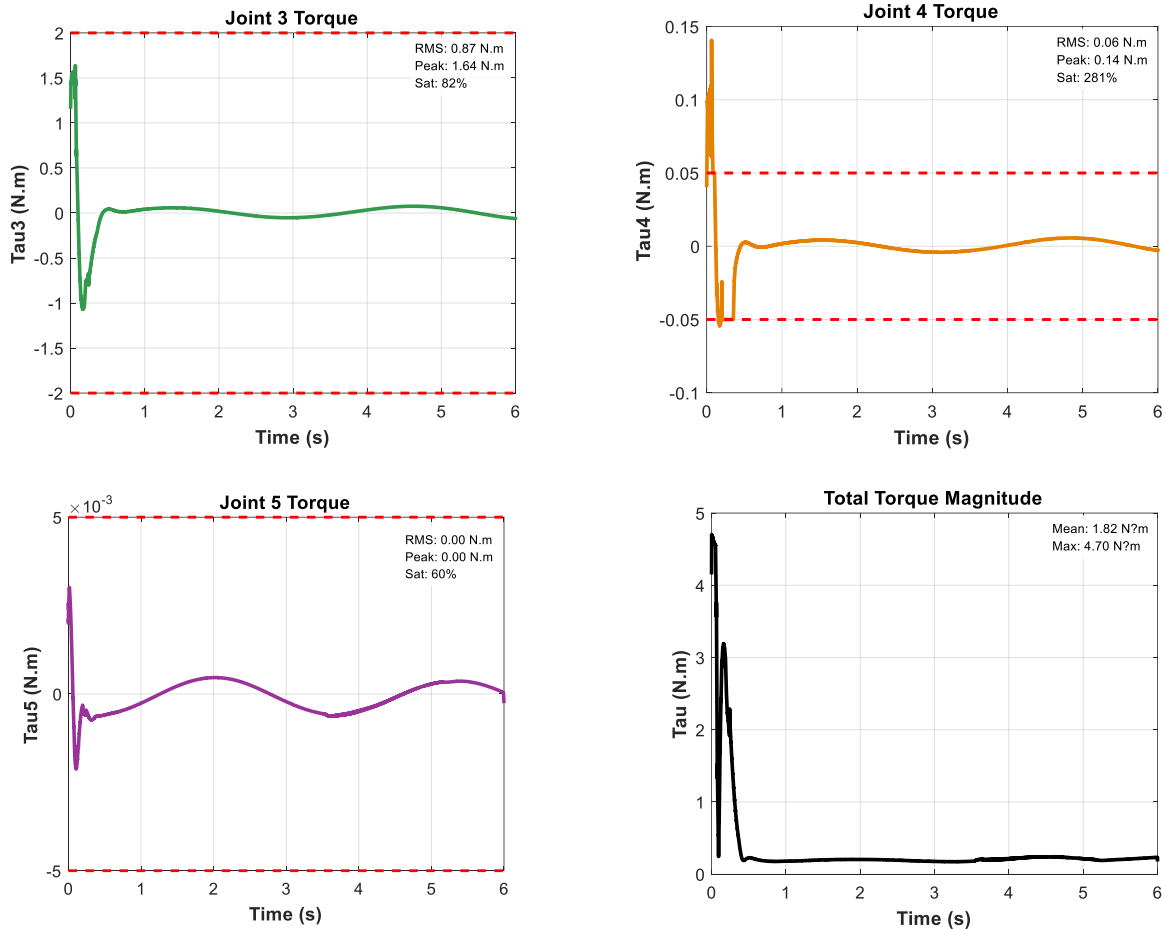 Joint 3 Torque
RMS: 0.87 N.m
Peak: 1.64 N.m
Sat: 82%
2
1.5
1
0.5
0
-0.5
-1
-1.5
-2
Tau3 (N.m)
0 1 2 3 4 5 6
Time (s)
Joint 4 Torque
RMS: 0.06 N.m
Peak: 0.14 N.m
Sat: 281%
0.15
0.1
0.05
0
-0.05
-0.1
Tau4 (N.m)
0 1 2 3 4 5 6
Time (s)
Joint 5 Torque
×10-3
RMS: 0.00 N.m
Peak: 0.00 N.m
Sat: 60%
5
0
-5
Tau5 (N.m)
0 1 2 3 4 5 6
Time (s)
Total Torque Magnitude
Mean: 1.82 N?m
Max: 4.70 N?m
5
4
3
2
1
0
Tau (N.m)
0 1 2 3 4 5 6
Time (s)